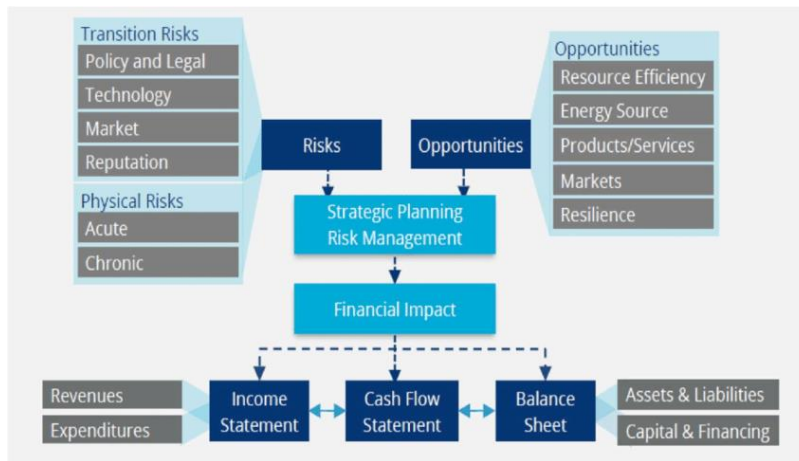 Transition Risks
Policy and Legal
Technology
Market
Reputation
Physical Risks
Acute
Chronic
Risks
Opportunities
Opportunities
Resource Efficiency
Energy Source
Products/Services
Markets
Resilience
Strategic Planning
Risk Management
Financial Impact
Revenues
Expenditures
Income
Statement
Cash Flow
Statement
Balance
Sheet
Assets & Liabilities
Capital & Financing